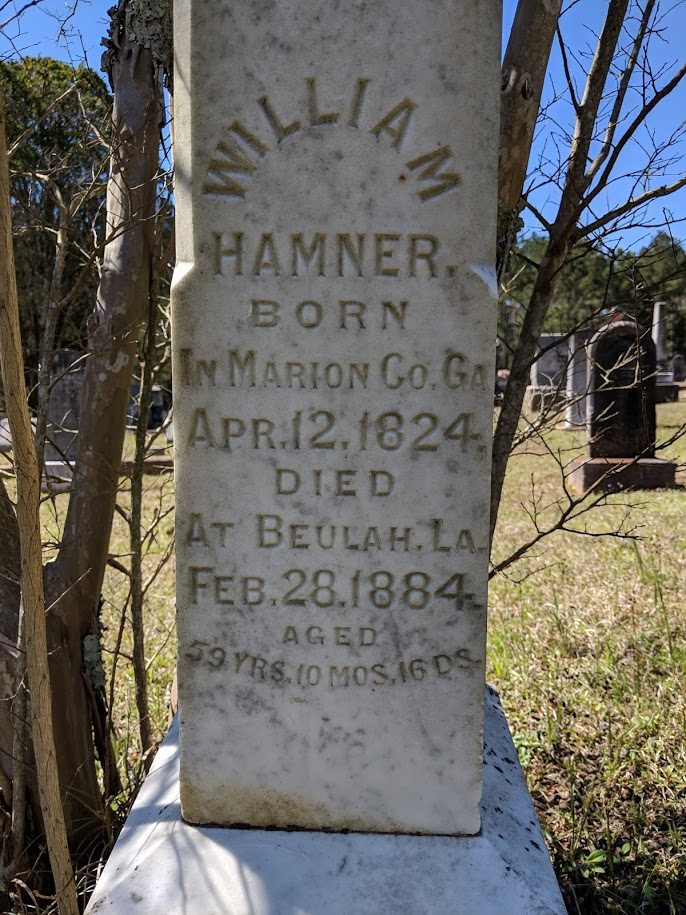 WILLIAM
HAMNER.
BORN
IN MARION CO. GA
APR. 12, 1824.
DIED
AT BEULAH, LA.
FEB. 28, 1884.
AGED
59 YRS. 10 MOS. 16 DS.